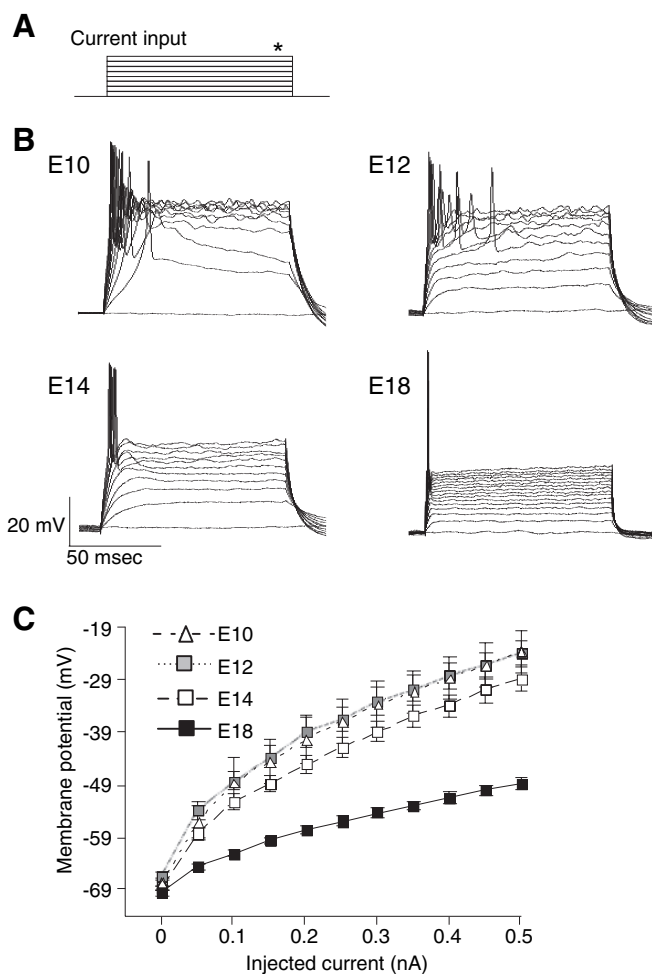 A
Current input
*
B
E10
E12
E14
E18
20 mV
50 msec
C
-19
-29
-39
-49
-59
-69
Membrane potential (mV)
E10
E12
E14
E18
0
0.1
0.2
0.3
0.4
0.5
Injected current (nA)